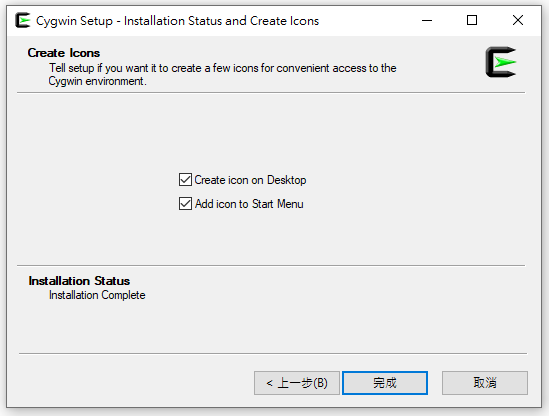 Cygwin Setup - Installation Status and Create Icons
Create Icons
Tell setup if you want it to create a few icons for convenient access to the
Cygwin environment.
Create icon on Desktop
Add icon to Start Menu
Installation Status
Installation Complete
< 上一步(B)
完成
取消